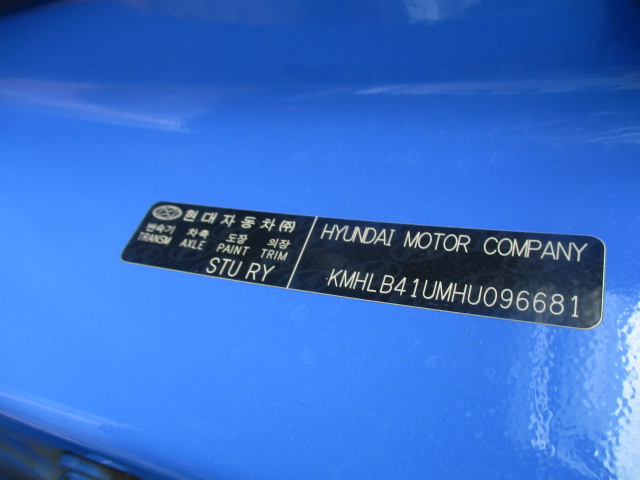 현대자동차㈜
변속기 차축 도장 의장
TRANSM AXLE PAINT TRIM
STU RY
HYUNDAI MOTOR COMPANY
KMHLB41UMHU096681